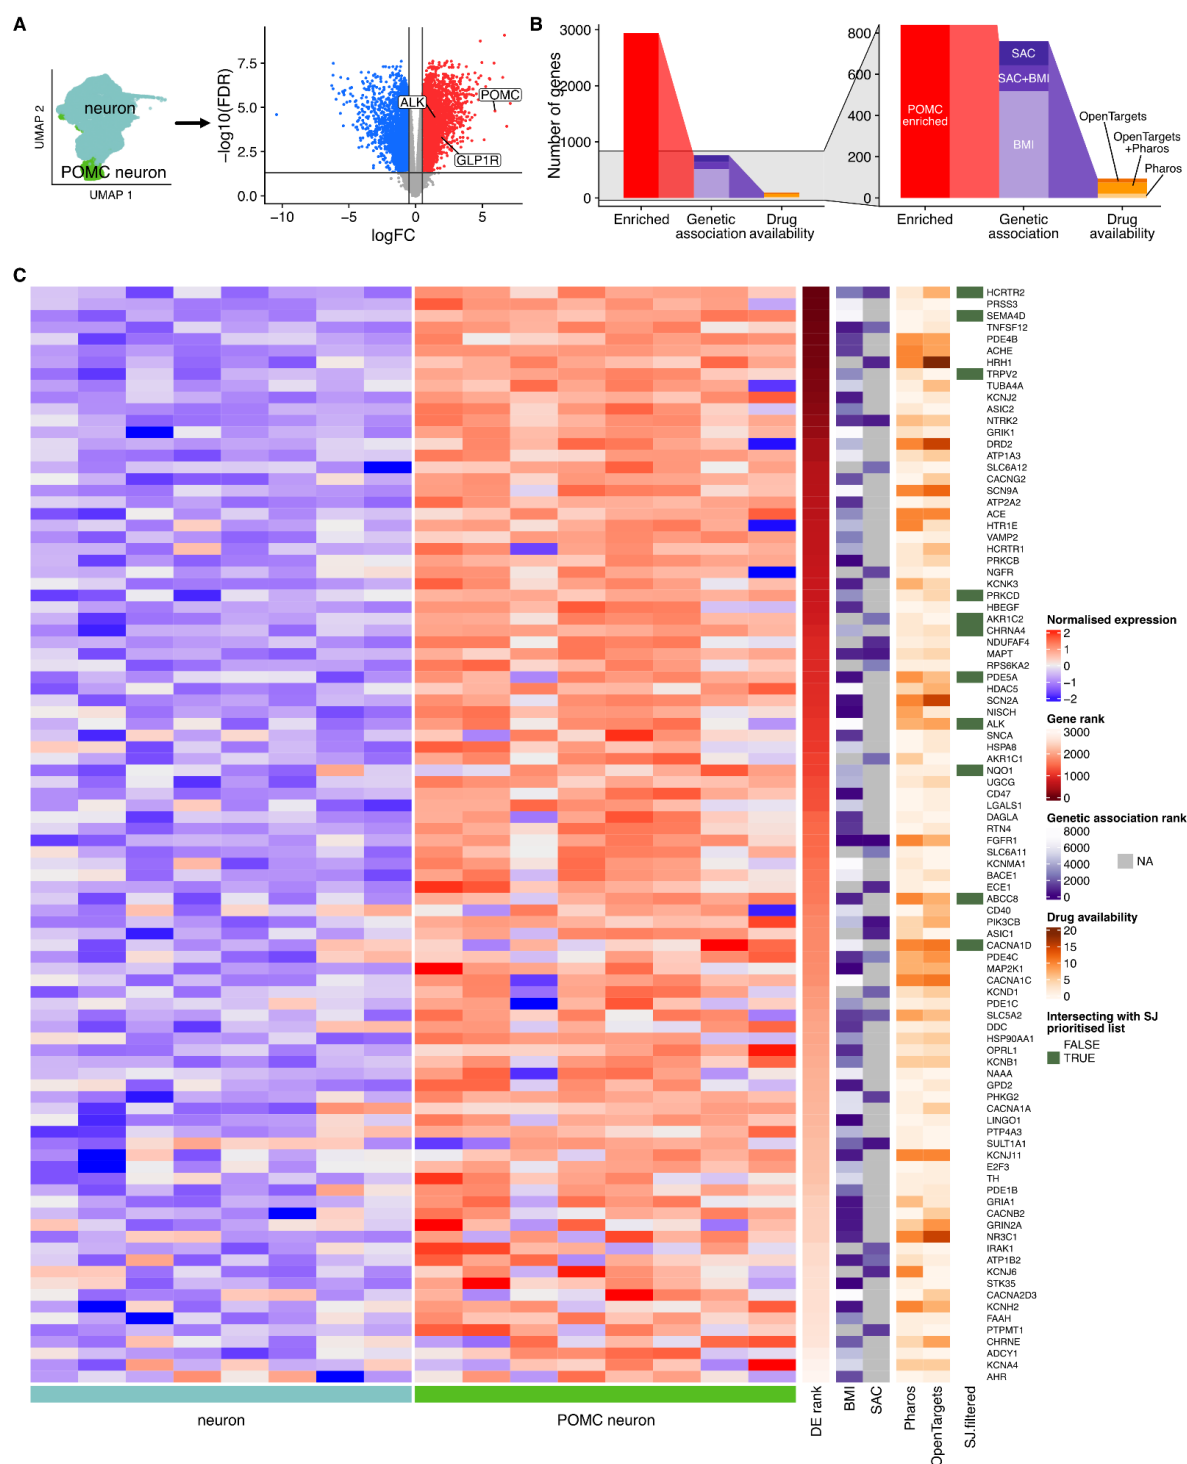 A
UMAP 2
neuron
POMC neuron
UMAP 1
−log10(FDR)
7.5
5.0
2.5
0.0
ALK
POMC
GLP1R
−10
−5
0
5
logFC
B
Number of genes
3000
2000
1000
0
Enriched
Genetic
association
Drug
availability
800
600
400
200
0
POMC
enriched
SAC
SAC+BMI
BMI
OpenTargets
OpenTargets
+Pharos
Pharos
Enriched
Genetic
association
Drug
availability
C
HCRTR2
PRSS3
SEMA4D
TNFSF12
PDE4B
ACHE
HRH1
TRPV2
TUBA4A
KCNJ2
ASIC2
NTRK2
GRIK1
DRD2
ATP1A3
SLC6A12
CACNG2
SCN9A
ATP2A2
ACE
HTR1E
VAMP2
HCRTR1
PRKCB
NGFR
KCNK3
PRKCD
HBEGF
AKR1C2
CHRNA4
NDUFAF4
MAPT
RPS6KA2
PDE5A
HDAC5
SCN2A
NISCH
ALK
SNCA
HSPA8
AKR1C1
NQO1
UGCG
CD47
LGALS1
DAGLA
RTN4
FGFR1
SLC6A11
KCNMA1
BACE1
ECE1
ABCC8
CD40
PIK3CB
ASIC1
CACNA1D
PDE4C
MAP2K1
CACNA1C
KCND1
PDE1C
SLC5A2
DDC
HSP90AA1
OPRL1
KCNB1
NAAA
GPD2
PHKG2
CACNA1A
LINGO1
PTP4A3
SULT1A1
KCNJ11
E2F3
TH
PDE1B
GRIA1
CACNB2
GRIN2A
NR3C1
IRAK1
ATP1B2
KCNJ6
STK35
CACNA2D3
KCNH2
FAAH
PTPMT1
CHRNE
ADCY1
KCNA4
AHR
neuron
POMC neuron
DE rank
BMI
SAC
Pharos
OpenTargets
SJ.filtered
Normalised expression
2
1
0
−1
−2
Gene rank
3000
2000
1000
0
Genetic association rank
8000
6000
4000
2000
0
NA
Drug availability
20
15
10
5
0
Intersecting with SJ
prioritised list
FALSE
TRUE